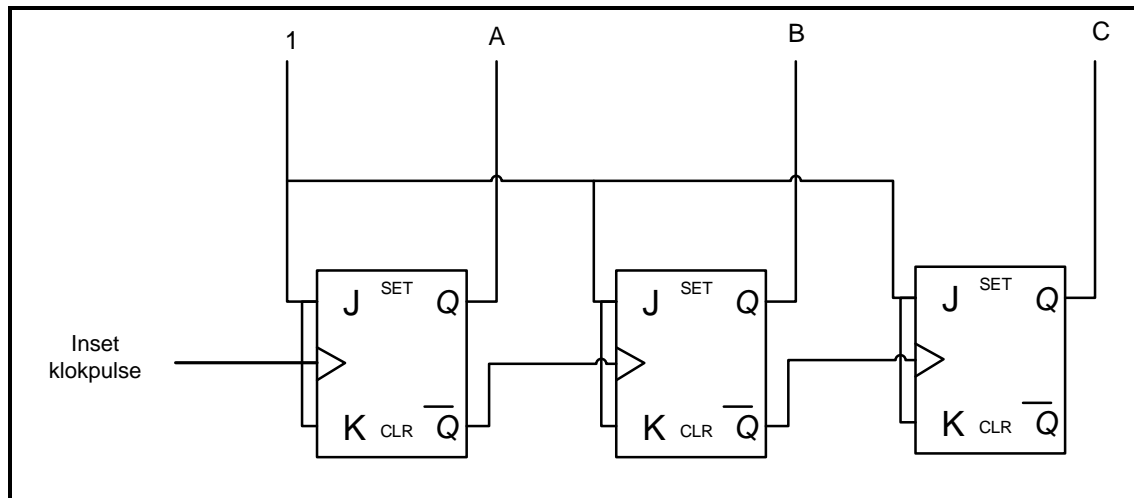 1
A
B
C
J SET Q
J SET Q
J SET Q
Inset
klokpulse
K CLR Q̅
K CLR Q̅
K CLR Q̅